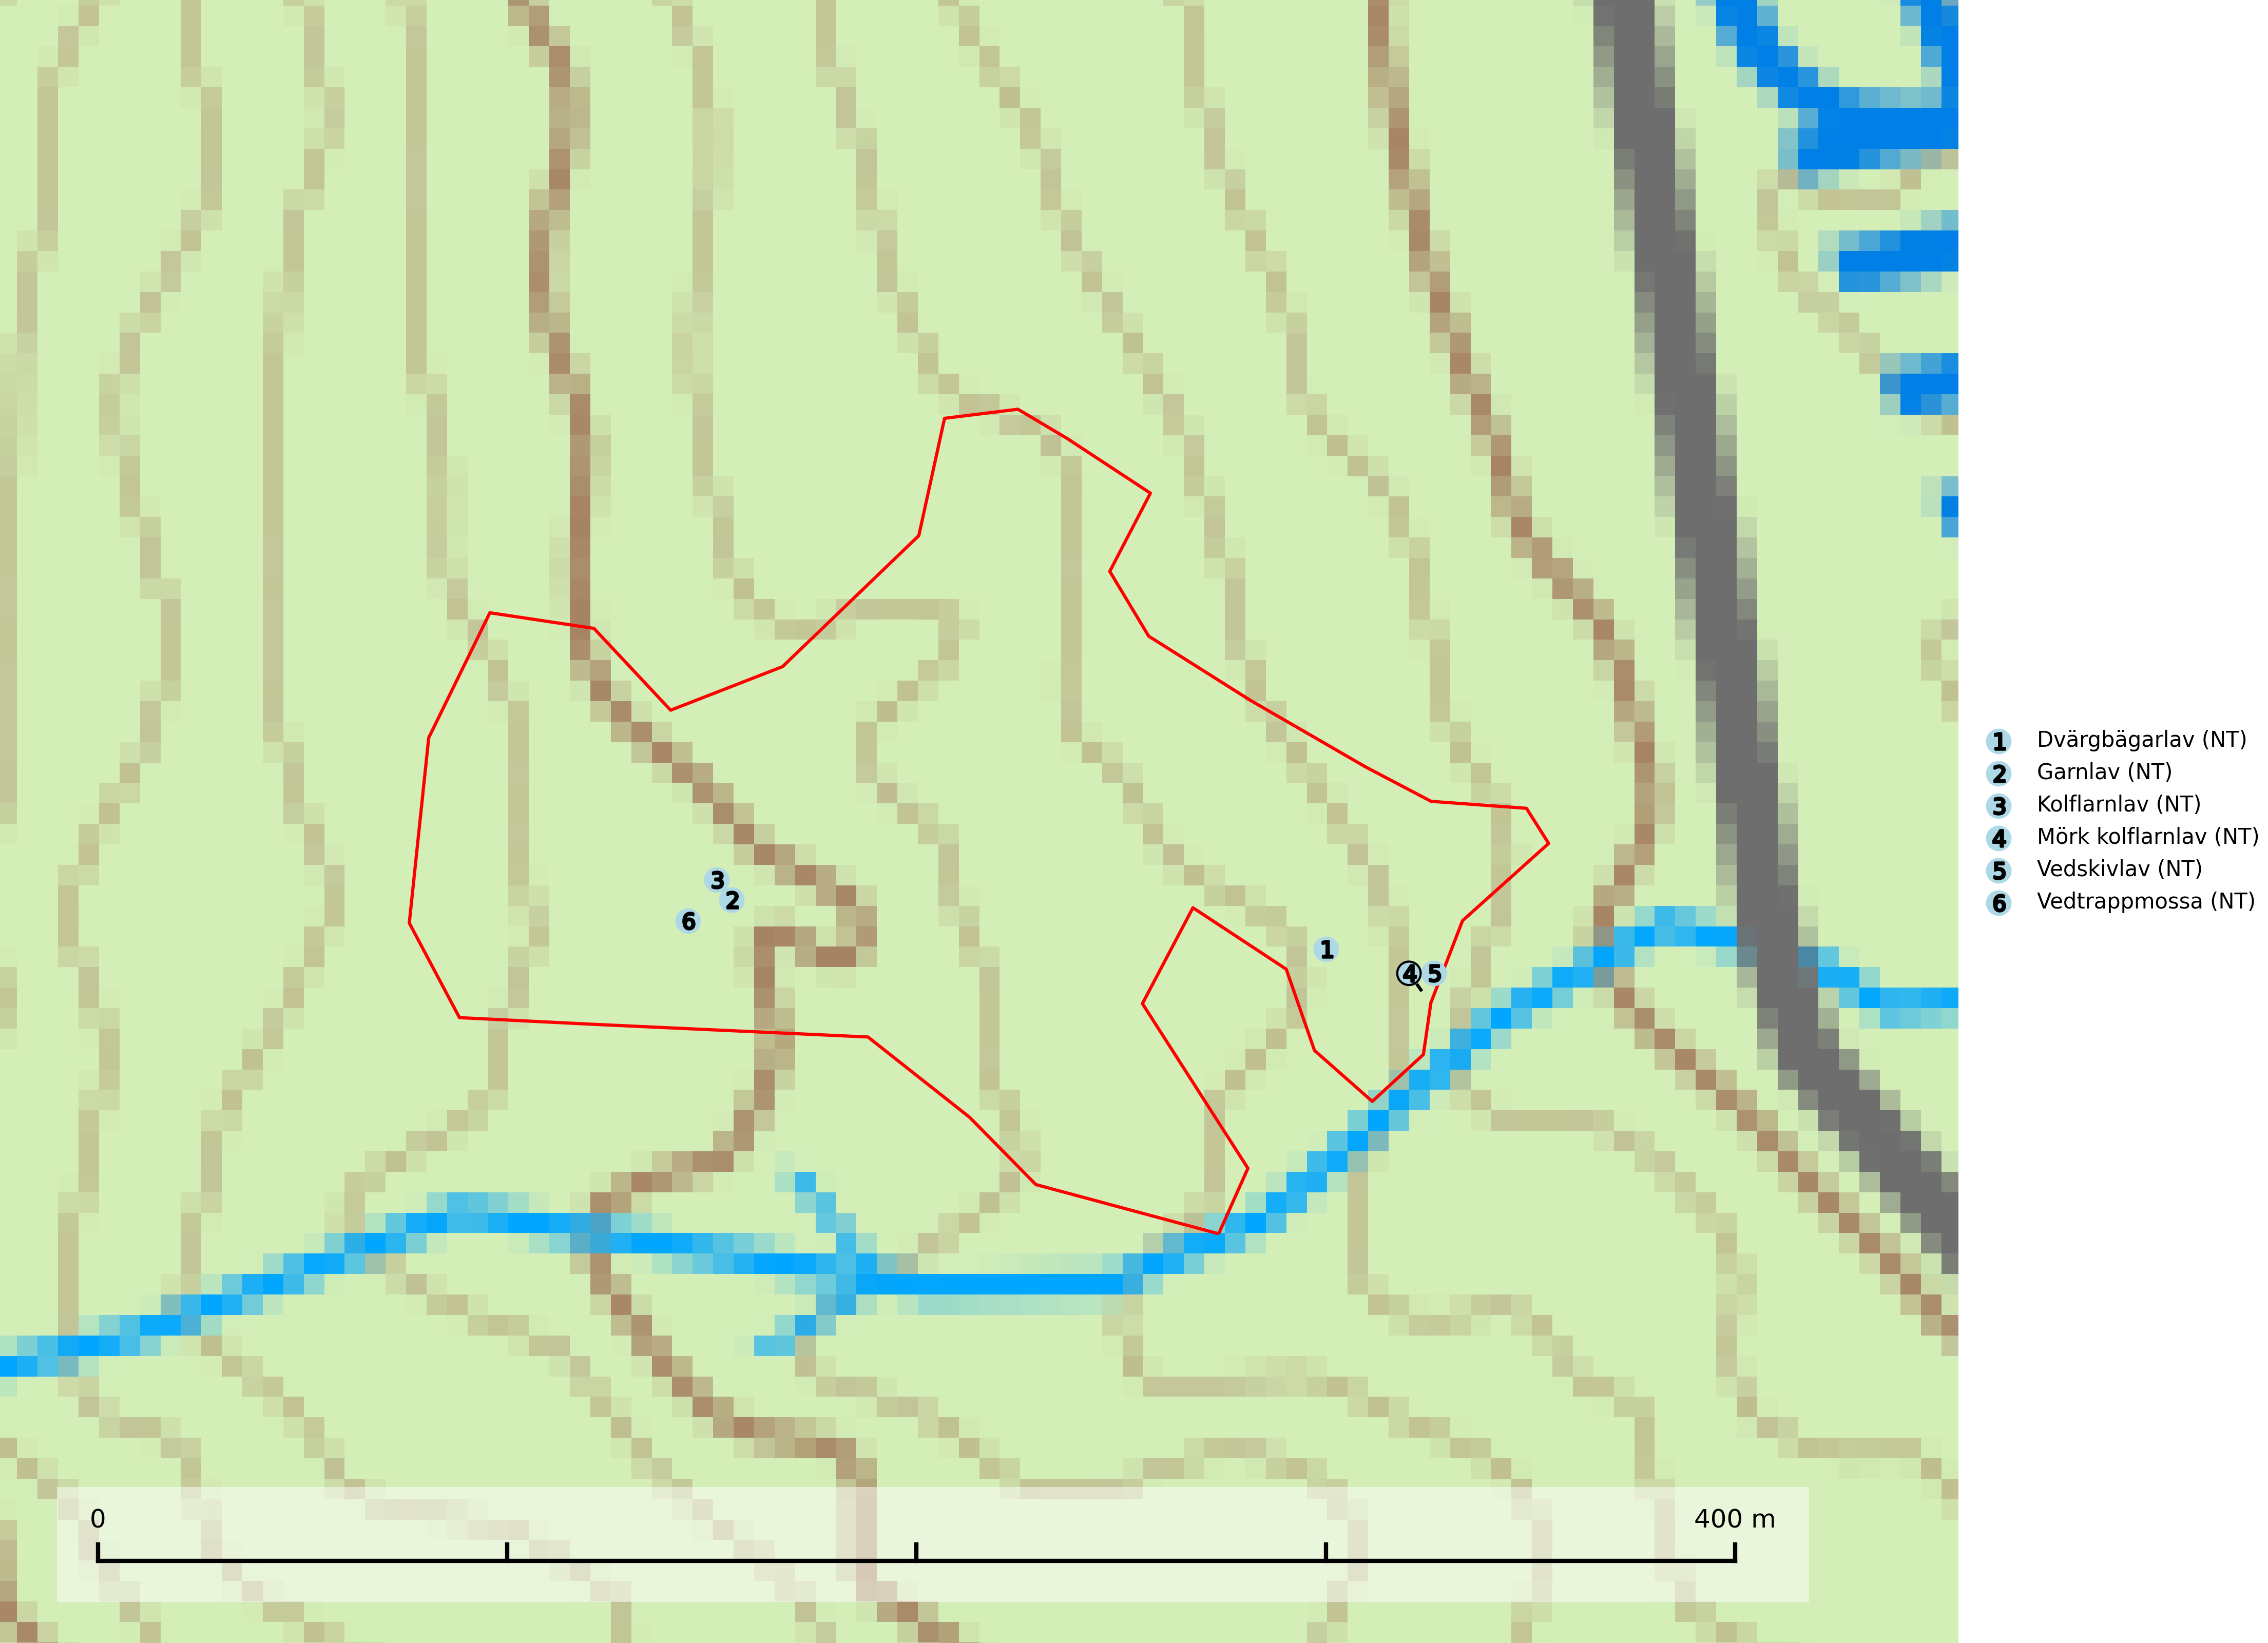 3
2
6
1
4 5
1 Dvärgbägarlav (NT)
2 Garnlav (NT)
3 Kolflarnlav (NT)
4 Mörk kolflarnlav (NT)
5 Vedskivlav (NT)
6 Vedtrappmossa (NT)
0 400 m